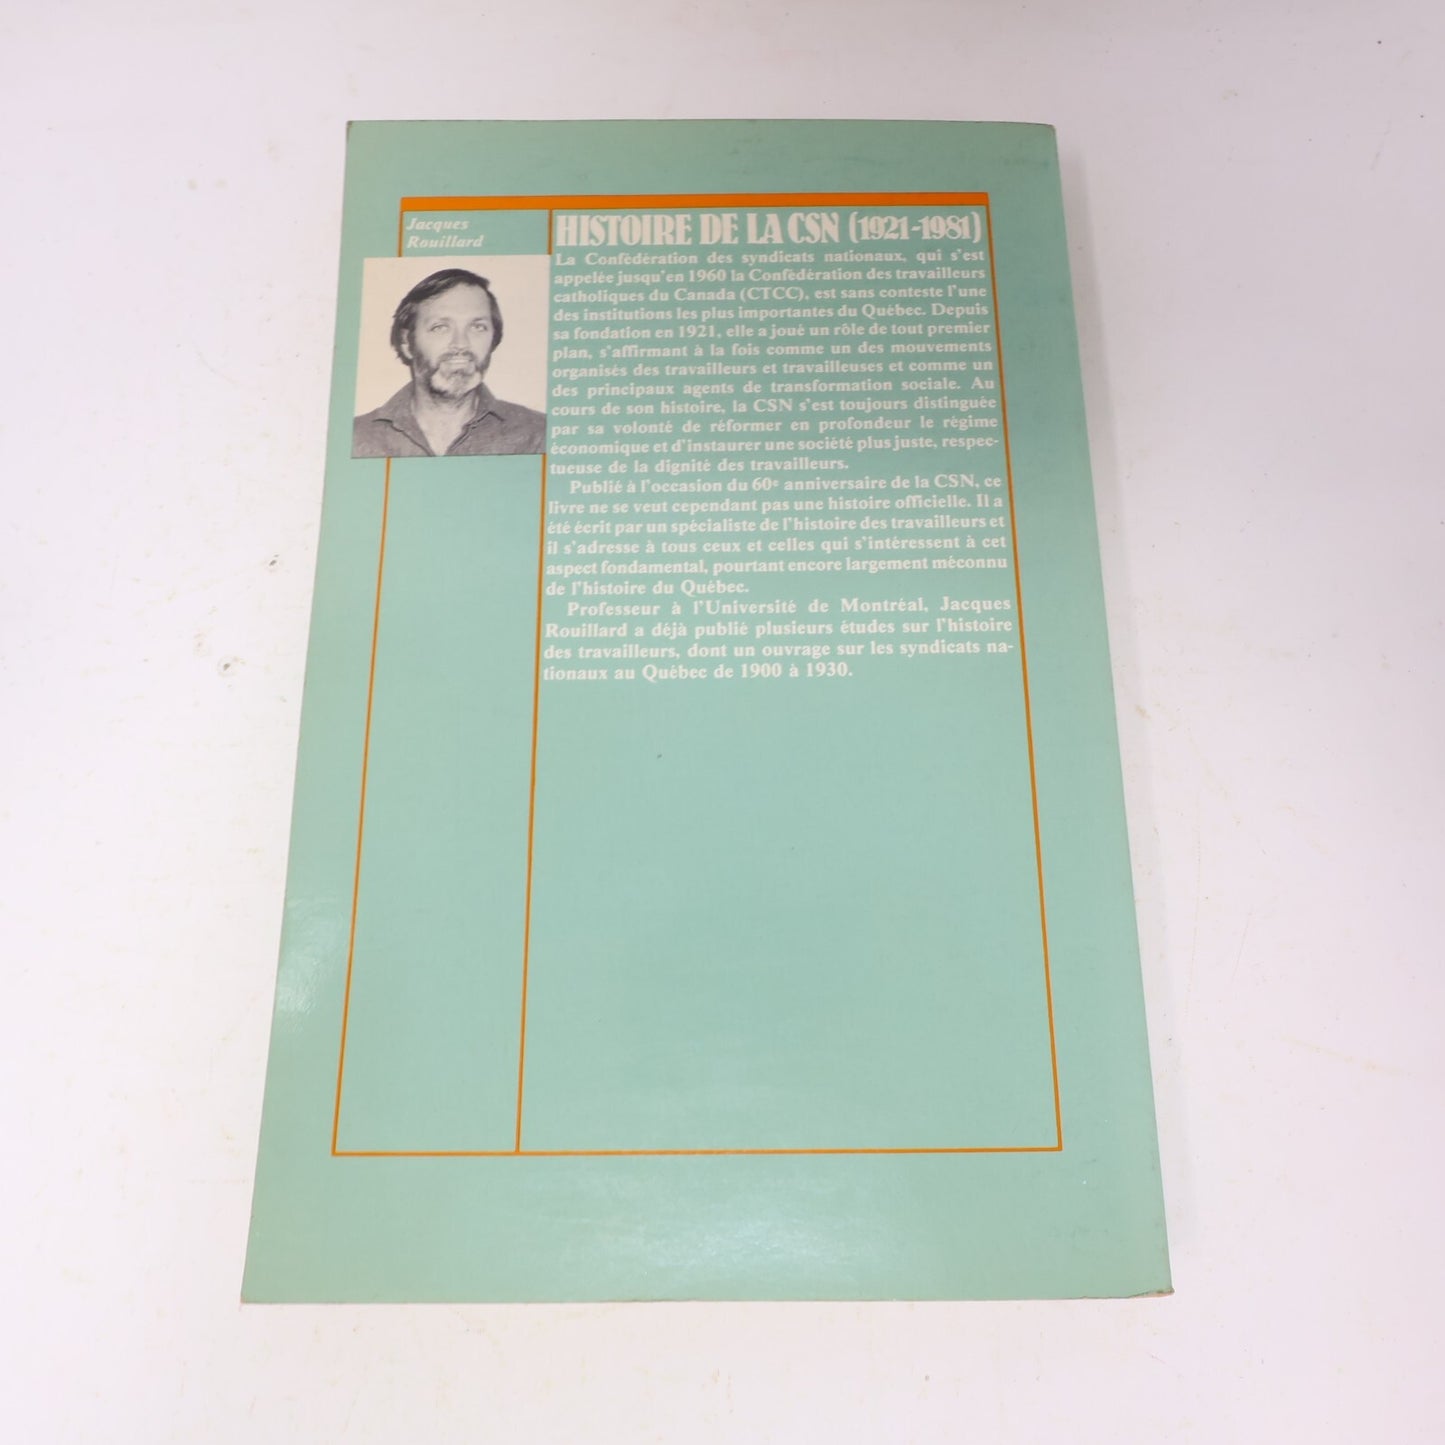 Jacques
Rouillard
HISTOIRE DE LA CSN (1921-1981)
La Confédération des syndicats nationaux, qui s'est
appelée jusqu'en 1960 la Confédération des travailleurs
catholiques du Canada (CTCC), est sans conteste l'une
des institutions les plus importantes du Québec. Depuis
sa fondation en 1921, elle a joué un rôle de tout premier
plan, s'affirmant à la fois comme un des mouvements
organisés des travailleurs et travailleuses et comme un
des principaux agents de transformation sociale. Au
cours de son histoire, la CSN s'est toujours distinguée
par sa volonté de réformer en profondeur le régime
économique et d'instaurer une société plus juste, respec-
tueuse de la dignité des travailleurs.
Publié à l'occasion du 60e anniversaire de la CSN, ce
livre ne se veut cependant pas une histoire officielle. Il a
été écrit par un spécialiste de l'histoire des travailleurs et
il s'adresse à tous ceux et celles qui s'intéressent à cet
aspect fondamental, pourtant encore largement méconnu
de l'histoire du Québec.
Professeur à l'Université de Montréal, Jacques
Rouillard a déjà publié plusieurs études sur l'histoire
des travailleurs, dont un ouvrage sur les syndicats na-
tionaux au Québec de 1900 à 1930.